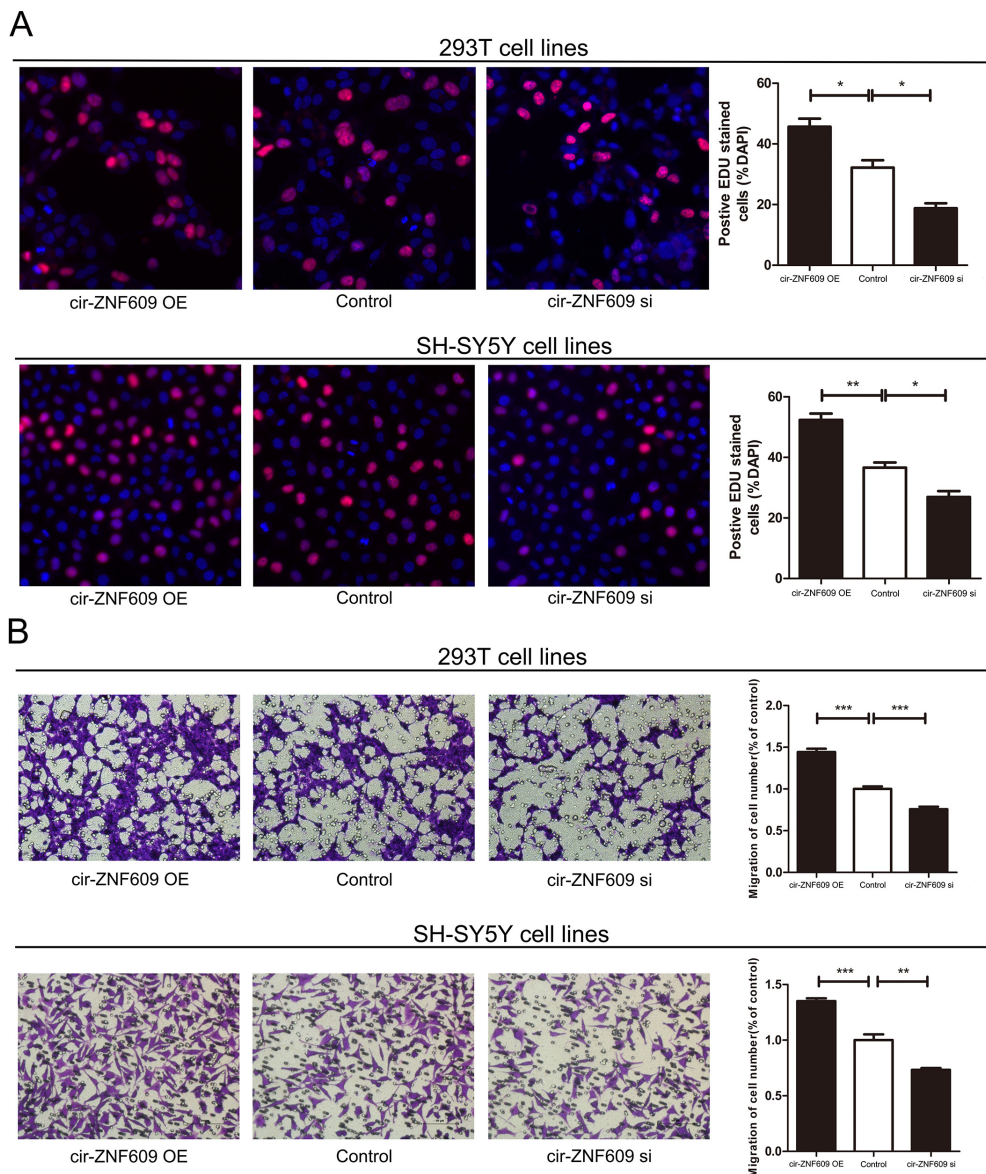 A
293T cell lines
cir-ZNF609 OE
Control
cir-ZNF609 si
Postive EDU stained
cells (%DAPI)
60
40
20
0
*
*
cir-ZNF609 OE
Control
cir-ZNF609 si
SH-SY5Y cell lines
cir-ZNF609 OE
Control
cir-ZNF609 si
Postive EDU stained
cells (%DAPI)
60
40
20
0
**
*
cir-ZNF609 OE
Control
cir-ZNF609 si
B
293T cell lines
cir-ZNF609 OE
Control
cir-ZNF609 si
Migration of cell number(% of control)
2.0
1.5
1.0
0.5
0.0
***
***
cir-ZNF609 OE
Control
cir-ZNF609 si
SH-SY5Y cell lines
cir-ZNF609 OE
Control
cir-ZNF609 si
Migration of cell number(% of control)
1.5
1.0
0.5
0.0
***
**
cir-ZNF609 OE
Control
cir-ZNF609 si